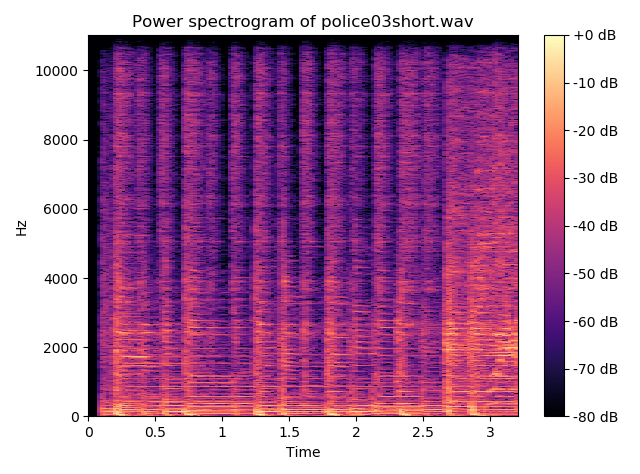 Power spectrogram of police03short.wav
10000
8000
6000
4000
2000
0
Hz
0
0.5
1
1.5
2
2.5
3
Time
+0 dB
-10 dB
-20 dB
-30 dB
-40 dB
-50 dB
-60 dB
-70 dB
-80 dB